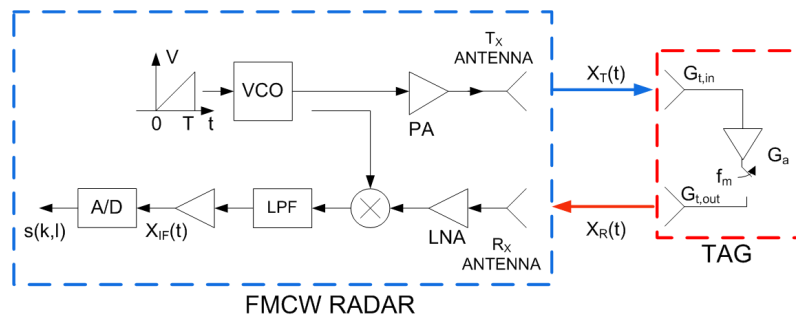 V
0 T t
VCO
PA
TX
ANTENNA
XT(t)
Gt,in
Ga
fm
Gt,out
XR(t)
TAG
RX
ANTENNA
LNA
LPF
XIF(t)
A/D
s(k,l)
FMCW RADAR